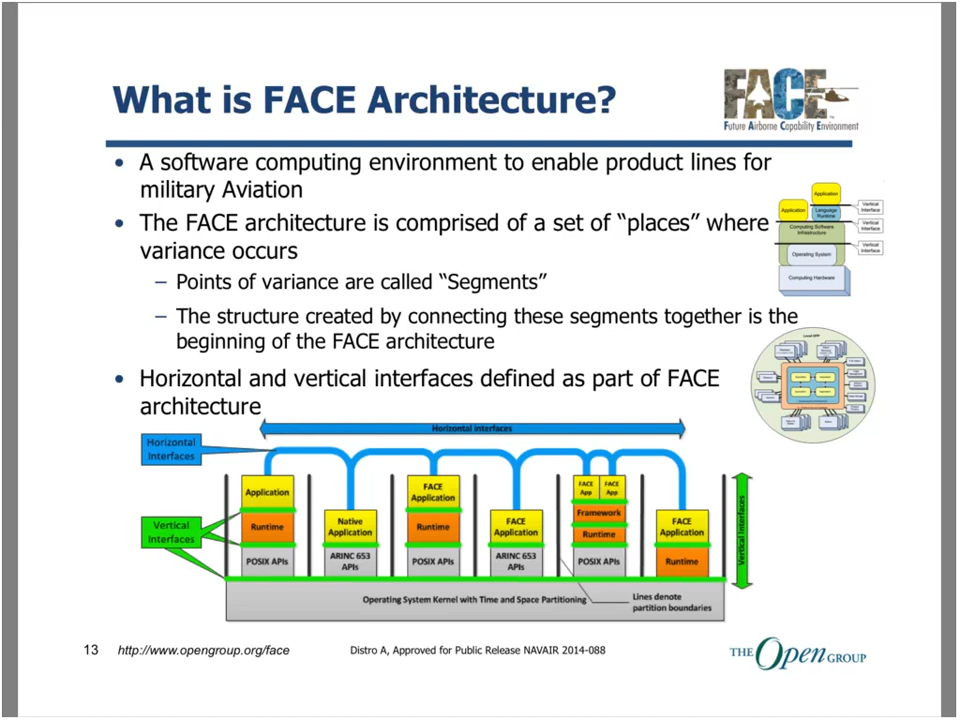 What is FACE Architecture?
FACE
™
Future Airborne Capability Environment
• A software computing environment to enable product lines for
military Aviation
• The FACE architecture is comprised of a set of “places” where
variance occurs
– Points of variance are called “Segments”
– The structure created by connecting these segments together is the
beginning of the FACE architecture
• Horizontal and vertical interfaces defined as part of FACE
architecture
Application
Application
Language
Runtime
Vertical
Interface
Vertical
Interface
Computing Software
Infrastructure
Vertical
Interface
Operating System
Computing Hardware
Horizontal interfaces
Horizontal
Interfaces
Vertical
Interfaces
Application
Runtime
POSIX APIs
Native
Application
ARINC 653
APIs
FACE
Application
Runtime
POSIX APIs
FACE
Application
ARINC 653
APIs
FACE
App
FACE
App
Framework
Runtime
POSIX APIs
FACE
Application
Runtime
Vertical interfaces
Operating System Kernel with Time and Space Partitioning
Lines denote
partition boundaries
13
http://www.opengroup.org/face
Distro A, Approved for Public Release NAVAIR 2014-088
THE Open GROUP